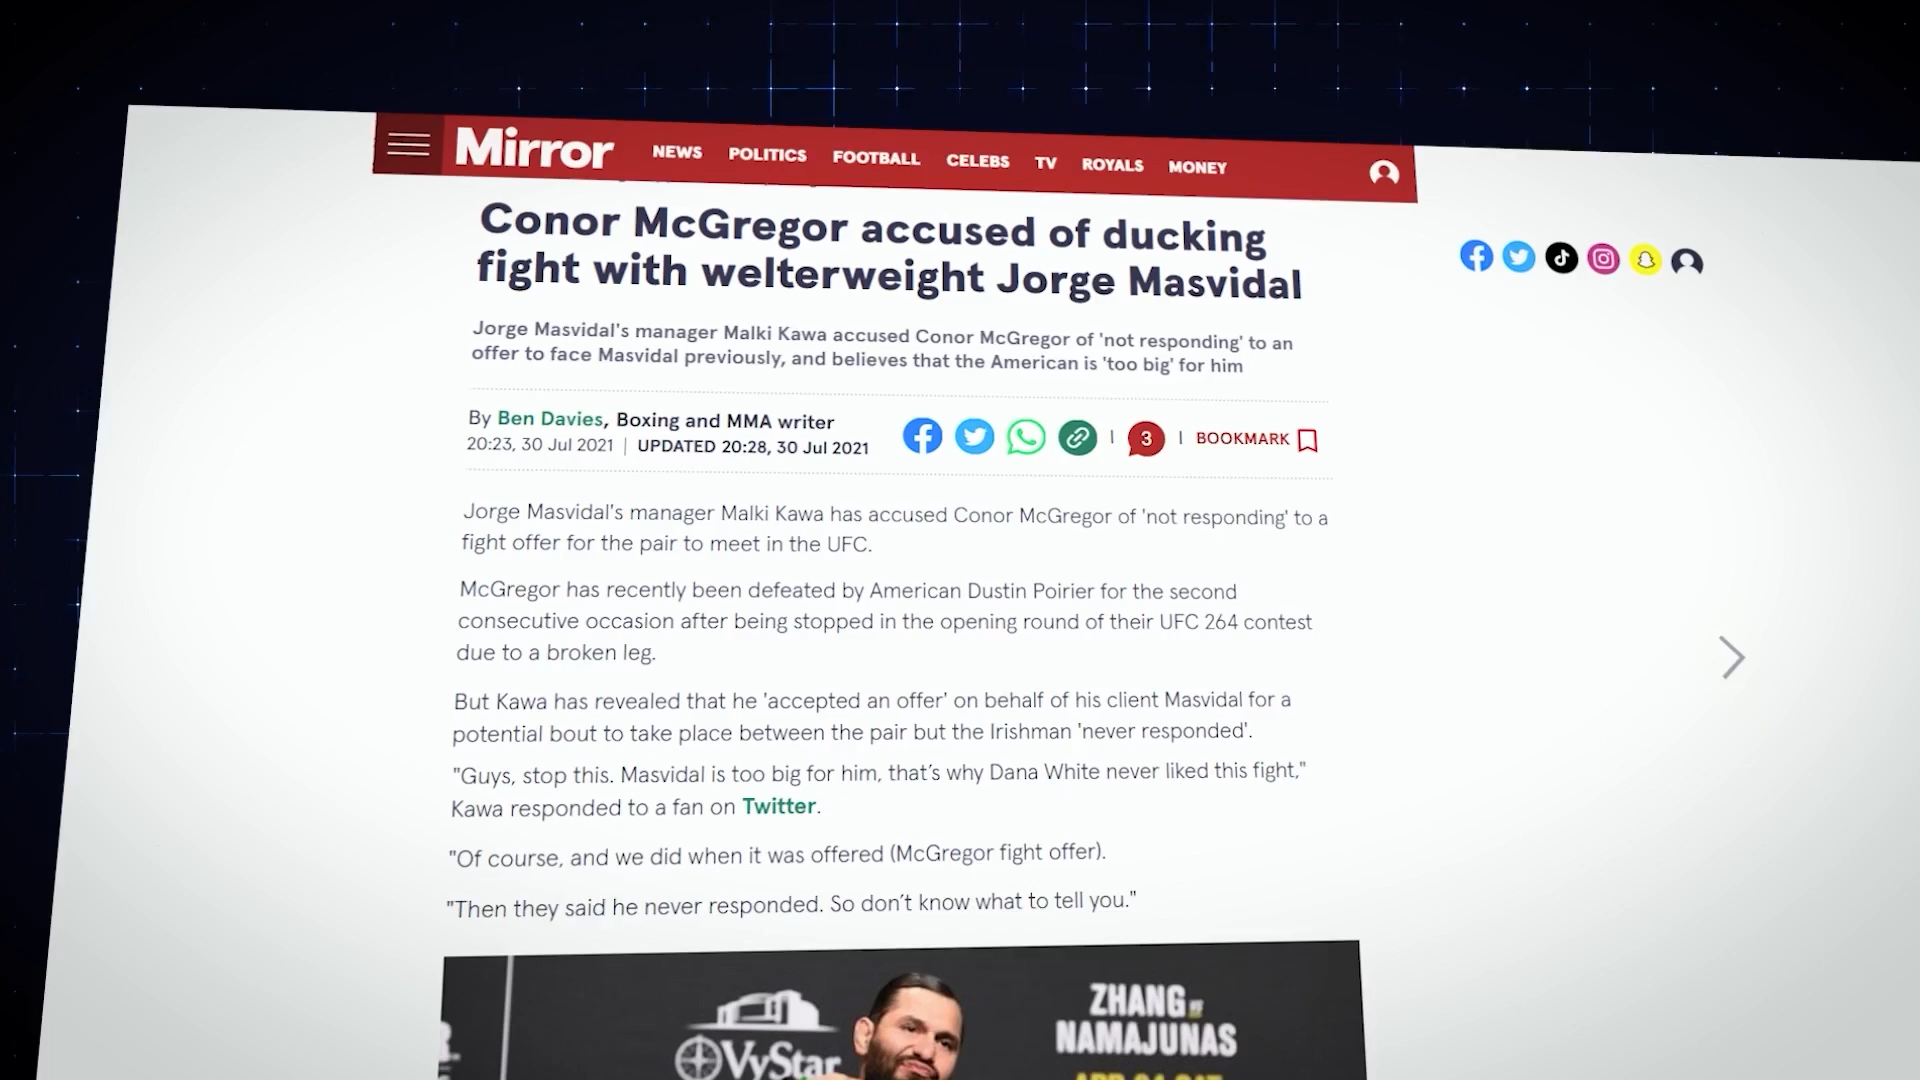 Mirror
NEWS POLITICS FOOTBALL CELEBS TV ROYALS MONEY
Conor McGregor accused of ducking
fight with welterweight Jorge Masvidal
Jorge Masvidal's manager Malki Kawa accused Conor McGregor of 'not responding' to an
offer to face Masvidal previously, and believes that the American is 'too big' for him
By Ben Davies, Boxing and MMA writer
20:23, 30 Jul 2021 | UPDATED 20:28, 30 Jul 2021
3
BOOKMARK
Jorge Masvidal's manager Malki Kawa has accused Conor McGregor of 'not responding' to a
fight offer for the pair to meet in the UFC.
McGregor has recently been defeated by American Dustin Poirier for the second
consecutive occasion after being stopped in the opening round of their UFC 264 contest
due to a broken leg.
But Kawa has revealed that he 'accepted an offer' on behalf of his client Masvidal for a
potential bout to take place between the pair but the Irishman 'never responded'.
"Guys, stop this. Masvidal is too big for him, that’s why Dana White never liked this fight,"
Kawa responded to a fan on Twitter.
"Of course, and we did when it was offered (McGregor fight offer).
"Then they said he never responded. So don’t know what to tell you."
ZHANG VS
NAMAJUNAS
VyStar